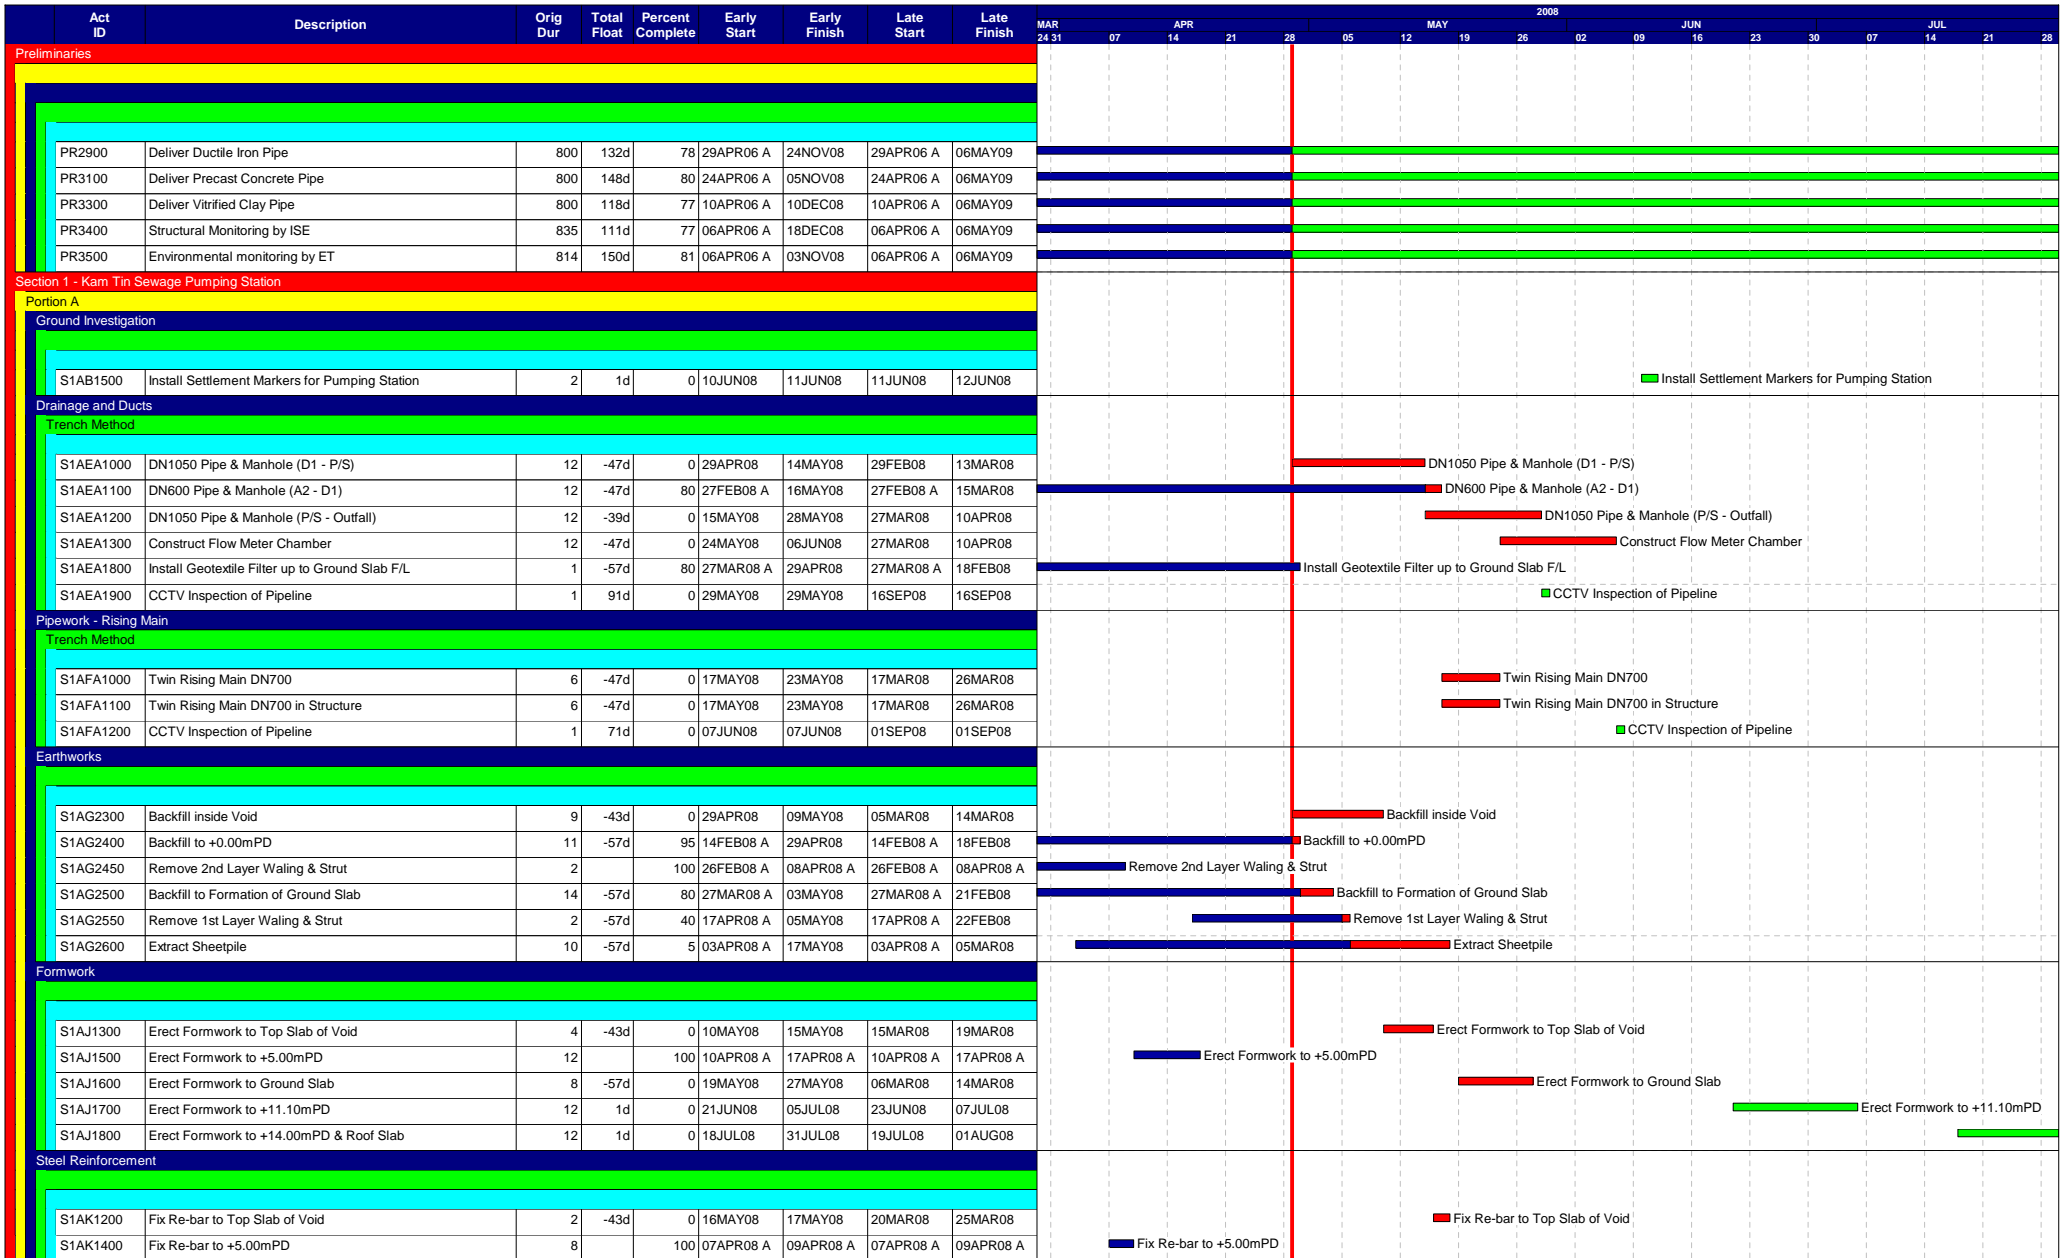 2008
Act ID Description Orig Dur Total Float Percent Complete Early Start Early Finish Late Start Late Finish MAR APR MAY JUN JUL
24 31 07 14 21 28 05 12 19 26 02 09 16 23 30 07 14 21 28
Preliminaries
PR2900 Deliver Ductile Iron Pipe 800 132d 78 29APR06 A 24NOV08 29APR06 A 06MAY09
PR3100 Deliver Precast Concrete Pipe 800 148d 80 24APR06 A 05NOV08 24APR06 A 06MAY09
PR3300 Deliver Vitrified Clay Pipe 800 118d 77 10APR06 A 10DEC08 10APR06 A 06MAY09
PR3400 Structural Monitoring by ISE 835 111d 77 06APR06 A 18DEC08 06APR06 A 06MAY09
PR3500 Environmental monitoring by ET 814 150d 81 06APR06 A 03NOV08 06APR06 A 06MAY09
Section 1 - Kam Tin Sewage Pumping Station
Portion A
Ground Investigation
S1AB1500 Install Settlement Markers for Pumping Station 2 1d 0 10JUN08 11JUN08 11JUN08 12JUN08 Install Settlement Markers for Pumping Station
Drainage and Ducts
Trench Method
S1AEA1000 DN1050 Pipe & Manhole (D1 - P/S) 12 -47d 0 29APR08 14MAY08 29FEB08 13MAR08 DN1050 Pipe & Manhole (D1 - P/S)
S1AEA1100 DN600 Pipe & Manhole (A2 - D1) 12 -47d 80 27FEB08 A 16MAY08 27FEB08 A 15MAR08 DN600 Pipe & Manhole (A2 - D1)
S1AEA1200 DN1050 Pipe & Manhole (P/S - Outfall) 12 -39d 0 15MAY08 28MAY08 27MAR08 10APR08 DN1050 Pipe & Manhole (P/S - Outfall)
S1AEA1300 Construct Flow Meter Chamber 12 -47d 0 24MAY08 06JUN08 27MAR08 10APR08 Construct Flow Meter Chamber
S1AEA1800 Install Geotextile Filter up to Ground Slab F/L 1 -57d 80 27MAR08 A 29APR08 27MAR08 A 18FEB08 Install Geotextile Filter up to Ground Slab F/L
S1AEA1900 CCTV Inspection of Pipeline 1 91d 0 29MAY08 29MAY08 16SEP08 16SEP08 CCTV Inspection of Pipeline
Pipework - Rising Main
Trench Method
S1AFA1000 Twin Rising Main DN700 6 -47d 0 17MAY08 23MAY08 17MAR08 26MAR08 Twin Rising Main DN700
S1AFA1100 Twin Rising Main DN700 in Structure 6 -47d 0 17MAY08 23MAY08 17MAR08 26MAR08 Twin Rising Main DN700 in Structure
S1AFA1200 CCTV Inspection of Pipeline 1 71d 0 07JUN08 07JUN08 01SEP08 01SEP08 CCTV Inspection of Pipeline
Earthworks
S1AG2300 Backfill inside Void 9 -43d 0 29APR08 09MAY08 05MAR08 14MAR08 Backfill inside Void
S1AG2400 Backfill to +0.00mPD 11 -57d 95 14FEB08 A 29APR08 14FEB08 A 18FEB08 Backfill to +0.00mPD
S1AG2450 Remove 2nd Layer Waling & Strut 2 100 26FEB08 A 08APR08 A 26FEB08 A 08APR08 A Remove 2nd Layer Waling & Strut
S1AG2500 Backfill to Formation of Ground Slab 14 -57d 80 27MAR08 A 03MAY08 27MAR08 A 21FEB08 Backfill to Formation of Ground Slab
S1AG2550 Remove 1st Layer Waling & Strut 2 -57d 40 17APR08 A 05MAY08 17APR08 A 22FEB08 Remove 1st Layer Waling & Strut
S1AG2600 Extract Sheetpile 10 -57d 5 03APR08 A 17MAY08 03APR08 A 05MAR08 Extract Sheetpile
Formwork
S1AJ1300 Erect Formwork to Top Slab of Void 4 -43d 0 10MAY08 15MAY08 15MAR08 19MAR08 Erect Formwork to Top Slab of Void
S1AJ1500 Erect Formwork to +5.00mPD 12 100 10APR08 A 17APR08 A 10APR08 A 17APR08 A Erect Formwork to +5.00mPD
S1AJ1600 Erect Formwork to Ground Slab 8 -57d 0 19MAY08 27MAY08 06MAR08 14MAR08 Erect Formwork to Ground Slab
S1AJ1700 Erect Formwork to +11.10mPD 12 1d 0 21JUN08 05JUL08 23JUN08 07JUL08 Erect Formwork to +11.10mPD
S1AJ1800 Erect Formwork to +14.00mPD & Roof Slab 12 1d 0 18JUL08 31JUL08 19JUL08 01AUG08
Steel Reinforcement
S1AK1200 Fix Re-bar to Top Slab of Void 2 -43d 0 16MAY08 17MAY08 20MAR08 25MAR08 Fix Re-bar to Top Slab of Void
S1AK1400 Fix Re-bar to +5.00mPD 8 100 07APR08 A 09APR08 A 07APR08 A 09APR08 A Fix Re-bar to +5.00mPD